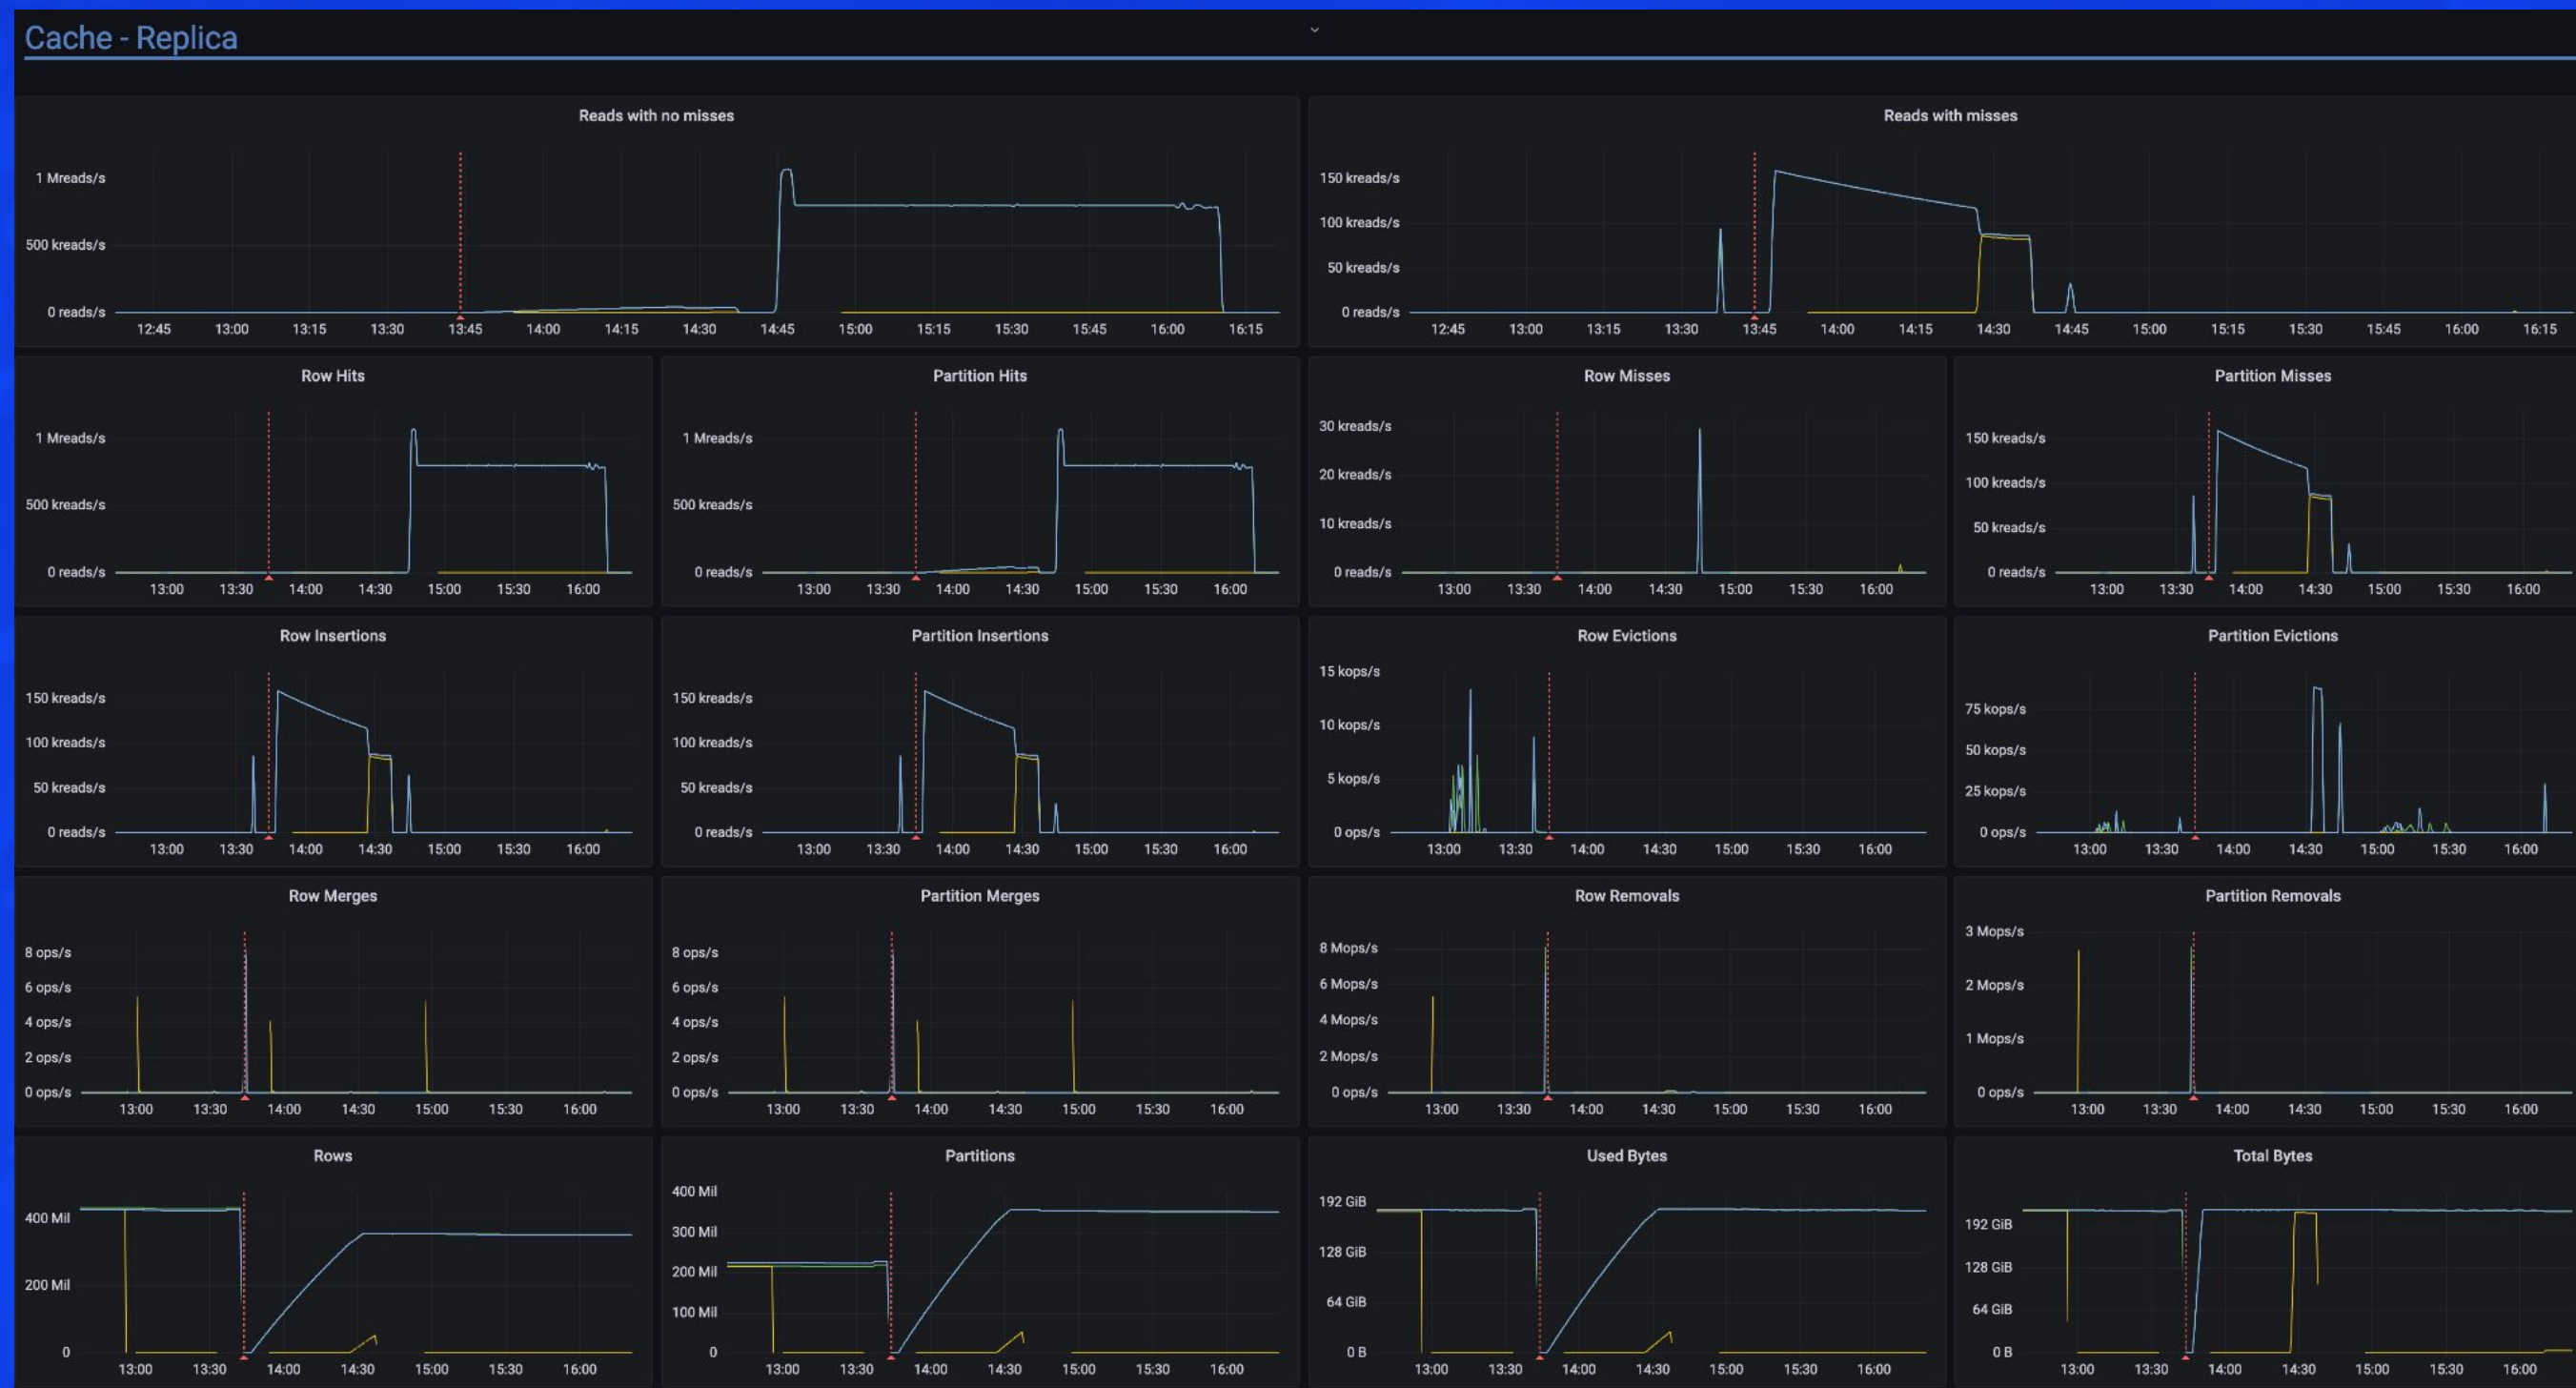 Cache - Replica
Reads with no misses
1 Mreads/s
500 kreads/s
0 reads/s
12:45 13:00 13:15 13:30 13:45 14:00 14:15 14:30 14:45 15:00 15:15 15:30 15:45 16:00 16:15
Reads with misses
150 kreads/s
100 kreads/s
50 kreads/s
0 reads/s
12:45 13:00 13:15 13:30 13:45 14:00 14:15 14:30 14:45 15:00 15:15 15:30 15:45 16:00 16:15
Row Hits
1 Mreads/s
500 kreads/s
0 reads/s
13:00 13:30 14:00 14:30 15:00 15:30 16:00
Partition Hits
1 Mreads/s
500 kreads/s
0 reads/s
13:00 13:30 14:00 14:30 15:00 15:30 16:00
Row Misses
30 kreads/s
20 kreads/s
10 kreads/s
0 reads/s
13:00 13:30 14:00 14:30 15:00 15:30 16:00
Partition Misses
150 kreads/s
100 kreads/s
50 kreads/s
0 reads/s
13:00 13:30 14:00 14:30 15:00 15:30 16:00
Row Insertions
150 kreads/s
100 kreads/s
50 kreads/s
0 reads/s
13:00 13:30 14:00 14:30 15:00 15:30 16:00
Partition Insertions
150 kreads/s
100 kreads/s
50 kreads/s
0 reads/s
13:00 13:30 14:00 14:30 15:00 15:30 16:00
Row Evictions
15 kops/s
10 kops/s
5 kops/s
0 ops/s
13:00 13:30 14:00 14:30 15:00 15:30 16:00
Partition Evictions
75 kops/s
50 kops/s
25 kops/s
0 ops/s
13:00 13:30 14:00 14:30 15:00 15:30 16:00
Row Merges
8 ops/s
6 ops/s
4 ops/s
2 ops/s
0 ops/s
13:00 13:30 14:00 14:30 15:00 15:30 16:00
Partition Merges
8 ops/s
6 ops/s
4 ops/s
2 ops/s
0 ops/s
13:00 13:30 14:00 14:30 15:00 15:30 16:00
Row Removals
8 Mops/s
6 Mops/s
4 Mops/s
2 Mops/s
0 ops/s
13:00 13:30 14:00 14:30 15:00 15:30 16:00
Partition Removals
3 Mops/s
2 Mops/s
1 Mops/s
0 ops/s
13:00 13:30 14:00 14:30 15:00 15:30 16:00
Rows
400 Mil
200 Mil
0
13:00 13:30 14:00 14:30 15:00 15:30 16:00
Partitions
400 Mil
300 Mil
200 Mil
100 Mil
0
13:00 13:30 14:00 14:30 15:00 15:30 16:00
Used Bytes
192 GiB
128 GiB
64 GiB
0 B
13:00 13:30 14:00 14:30 15:00 15:30 16:00
Total Bytes
192 GiB
128 GiB
64 GiB
0 B
13:00 13:30 14:00 14:30 15:00 15:30 16:00